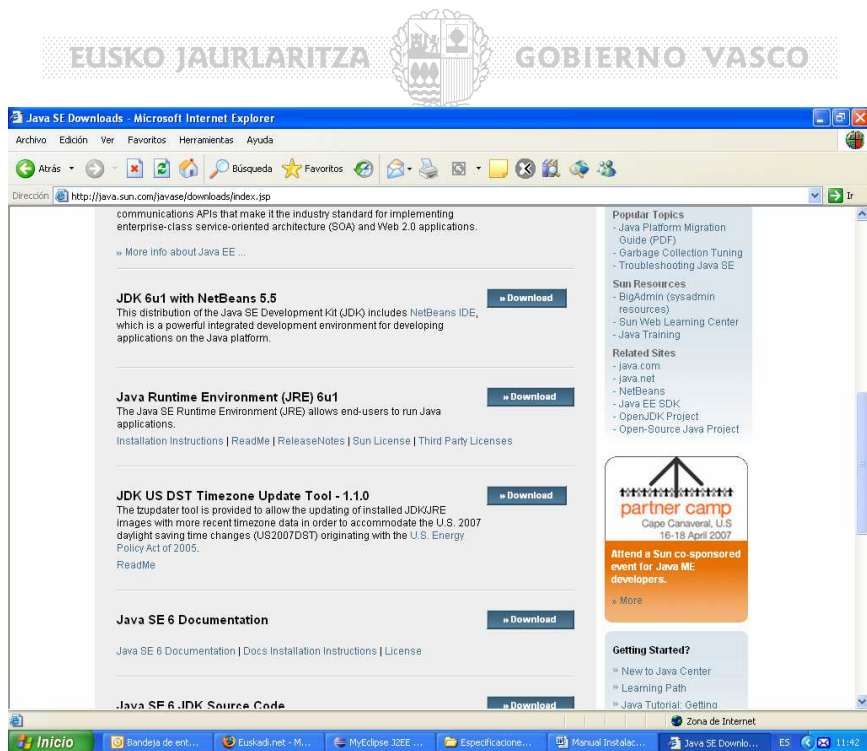 EUSKO JAURLARITZA GOBIERNO VASCO
Java SE Downloads - Microsoft Internet Explorer
Archivo Edición Ver Favoritos Herramientas Ayuda
Atrás Búsqueda Favoritos
Dirección http://java.sun.com/javase/downloads/index.jsp Ir
communications APIs that make it the industry standard for implementing
enterprise-class service-oriented architecture (SOA) and Web 2.0 applications.
» More info about Java EE ...
JDK 6u1 with NetBeans 5.5
» Download
This distribution of the Java SE Development Kit (JDK) includes NetBeans IDE,
which is a powerful integrated development environment for developing
applications on the Java platform.
Java Runtime Environment (JRE) 6u1
» Download
The Java SE Runtime Environment (JRE) allows end-users to run Java
applications.
Installation Instructions | ReadMe | ReleaseNotes | Sun License | Third Party Licenses
JDK US DST Timezone Update Tool - 1.1.0
» Download
The tzupdater tool is provided to allow the updating of installed JDK/JRE
images with more recent timezone data in order to accommodate the U.S. 2007
daylight saving time changes (US2007DST) originating with the U.S. Energy
Policy Act of 2005.
ReadMe
Java SE 6 Documentation
» Download
Java SE 6 Documentation | Docs Installation Instructions | License
Java SE 6 JDK Source Code
» Download
Popular Topics
- Java Platform Migration
Guide (PDF)
- Garbage Collection Tuning
- Troubleshooting Java SE
Sun Resources
- BigAdmin (sysadmin
resources)
- Sun Web Learning Center
- Java Training
Related Sites
- java.com
- java.net
- NetBeans
- Java EE SDK
- OpenJDK Project
- Open-Source Java Project
partner camp
Cape Canaveral, U.S
16-18 April 2007
Attend a Sun co-sponsored
event for Java ME
developers.
» More
Getting Started?
» New to Java Center
» Learning Path
» Java Tutorial: Getting
Zona de Internet
Inicio Bandeja de ent... Euskadi.net - M... MyEclipse J2EE ... Especificacione... Manual Instalac... Java SE Downlo... ES 11:42